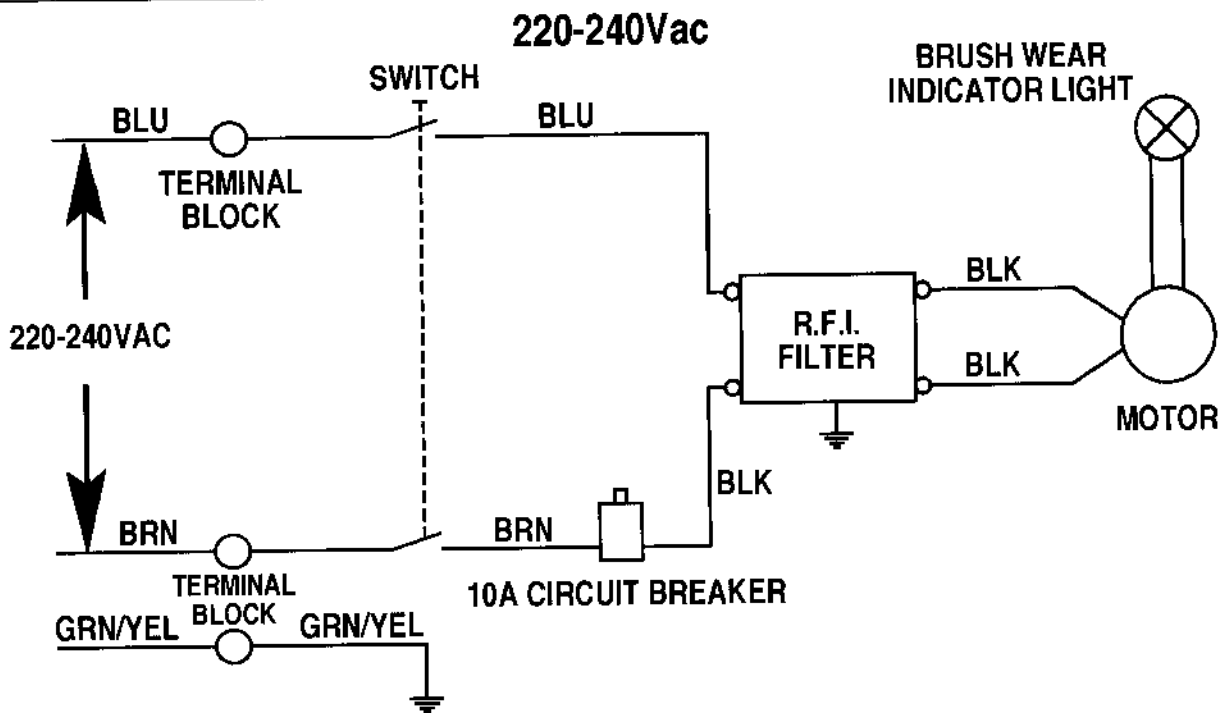 220-240Vac
BRUSH WEAR
INDICATOR LIGHT
SWITCH
BLU
BLU
TERMINAL
BLOCK
BLK
220-240VAC
R.F.I.
FILTER
BLK
MOTOR
BLK
BRN
BRN
TERMINAL
BLOCK
10A CIRCUIT BREAKER
GRN/YEL
GRN/YEL